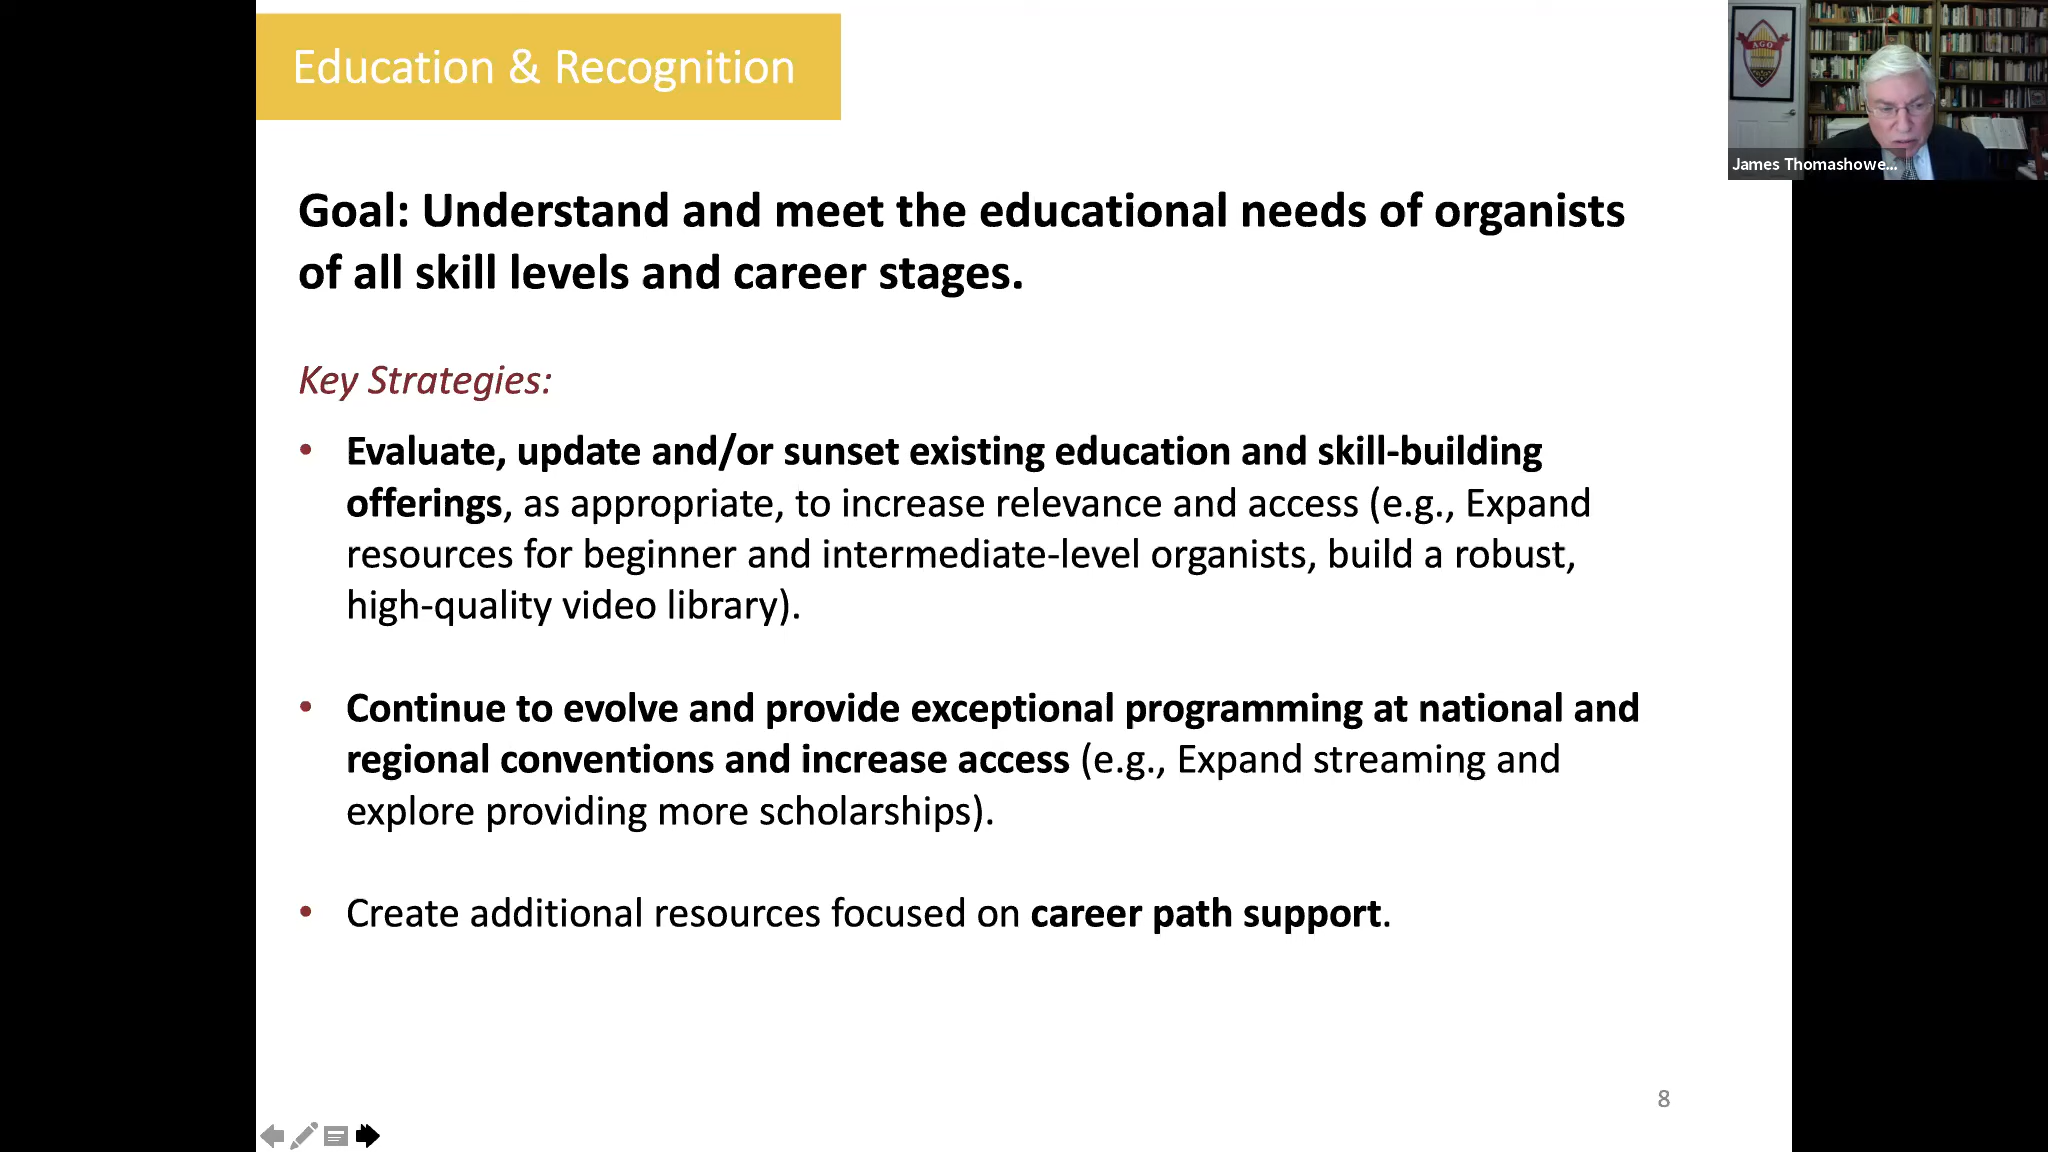 Education & Recognition
AGO
James Thomashowe...
Goal: Understand and meet the educational needs of organists
of all skill levels and career stages.
Key Strategies:
• Evaluate, update and/or sunset existing education and skill-building
offerings, as appropriate, to increase relevance and access (e.g., Expand
resources for beginner and intermediate-level organists, build a robust,
high-quality video library).
• Continue to evolve and provide exceptional programming at national and
regional conventions and increase access (e.g., Expand streaming and
explore providing more scholarships).
• Create additional resources focused on career path support.
8